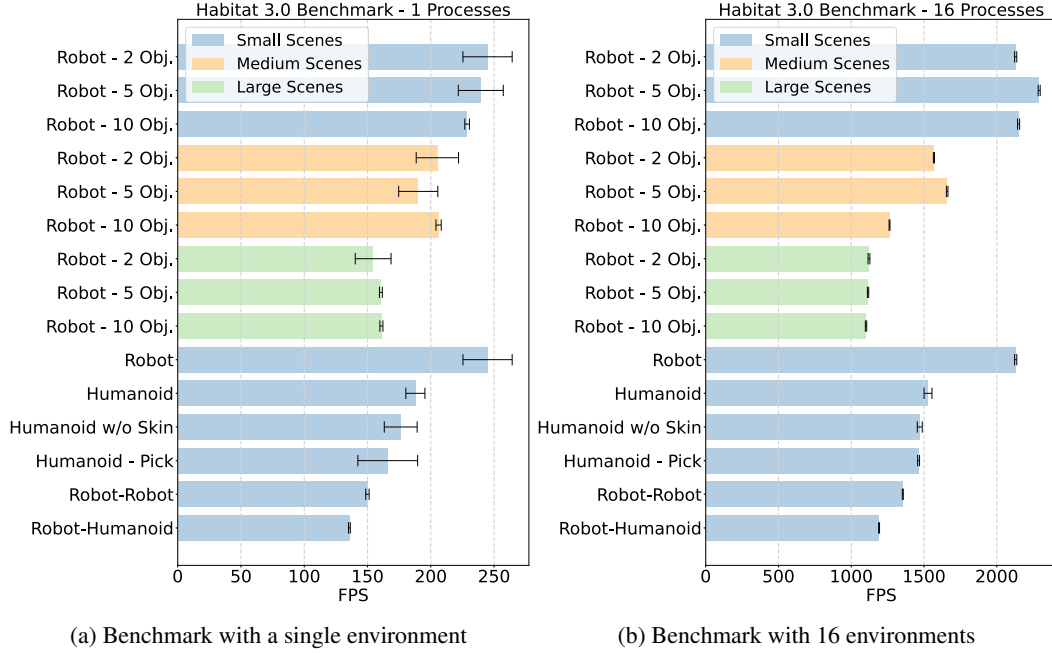 Habitat 3.0 Benchmark - 1 Processes
Small Scenes
Medium Scenes
Large Scenes
Robot - 2 Obj.
Robot - 5 Obj.
Robot - 10 Obj.
Robot - 2 Obj.
Robot - 5 Obj.
Robot - 10 Obj.
Robot - 2 Obj.
Robot - 5 Obj.
Robot - 10 Obj.
Robot
Humanoid
Humanoid w/o Skin
Humanoid - Pick
Robot-Robot
Robot-Humanoid
0 50 100 150 200 250
FPS
(a) Benchmark with a single environment
Habitat 3.0 Benchmark - 16 Processes
Small Scenes
Medium Scenes
Large Scenes
Robot - 2 Obj.
Robot - 5 Obj.
Robot - 10 Obj.
Robot - 2 Obj.
Robot - 5 Obj.
Robot - 10 Obj.
Robot - 2 Obj.
Robot - 5 Obj.
Robot - 10 Obj.
Robot
Humanoid
Humanoid w/o Skin
Humanoid - Pick
Robot-Robot
Robot-Humanoid
0 500 1000 1500 2000
FPS
(b) Benchmark with 16 environments